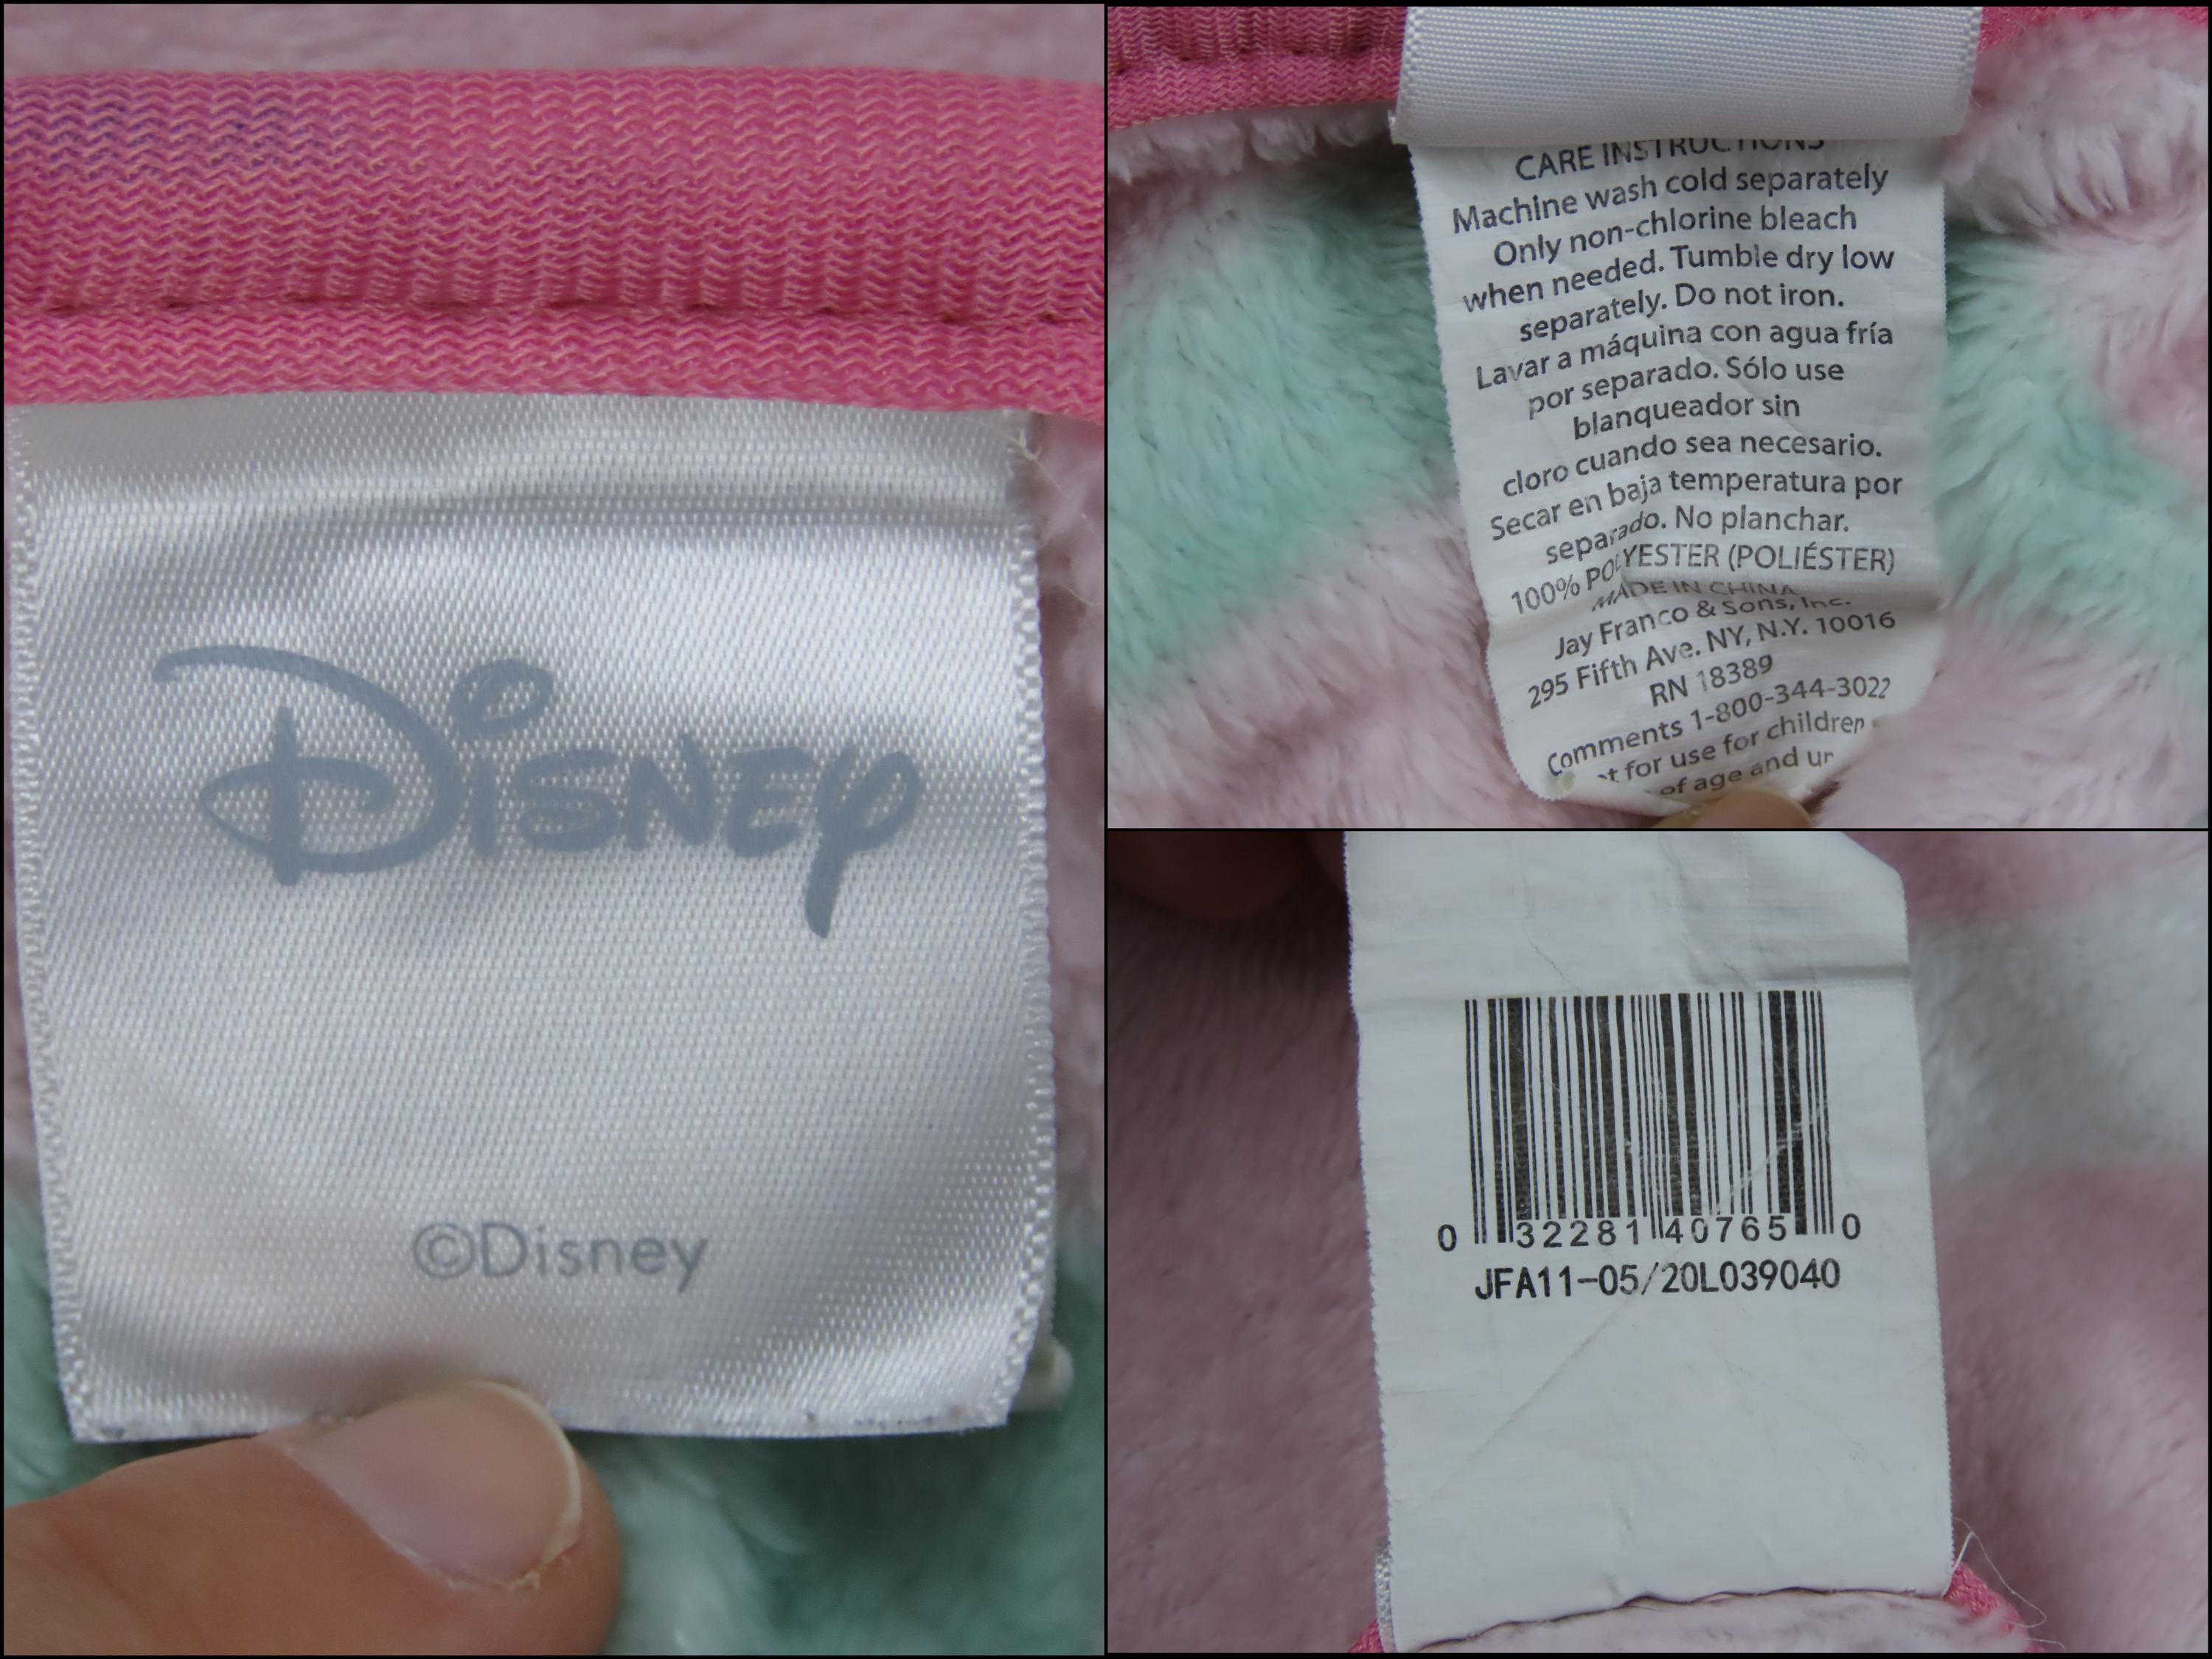 Disney
©Disney
CARE INSTRUCTIONS
Machine wash cold separately
Only non-chlorine bleach
when needed. Tumble dry low
separately. Do not iron.
Lavar a máquina con agua fría
por separado. Sólo use
blanqueador sin
cloro cuando sea necesario.
Secar en baja temperatura por
separado. No planchar.
100% POLYESTER (POLIÉSTER)
MADE IN CHINA
Jay Franco & Sons, Inc.
295 Fifth Ave. NY, N.Y. 10016
RN 18389
Comments 1-800-344-3022
for use for children
of age and
0 32281 40765 0
JFA11-05/20L039040